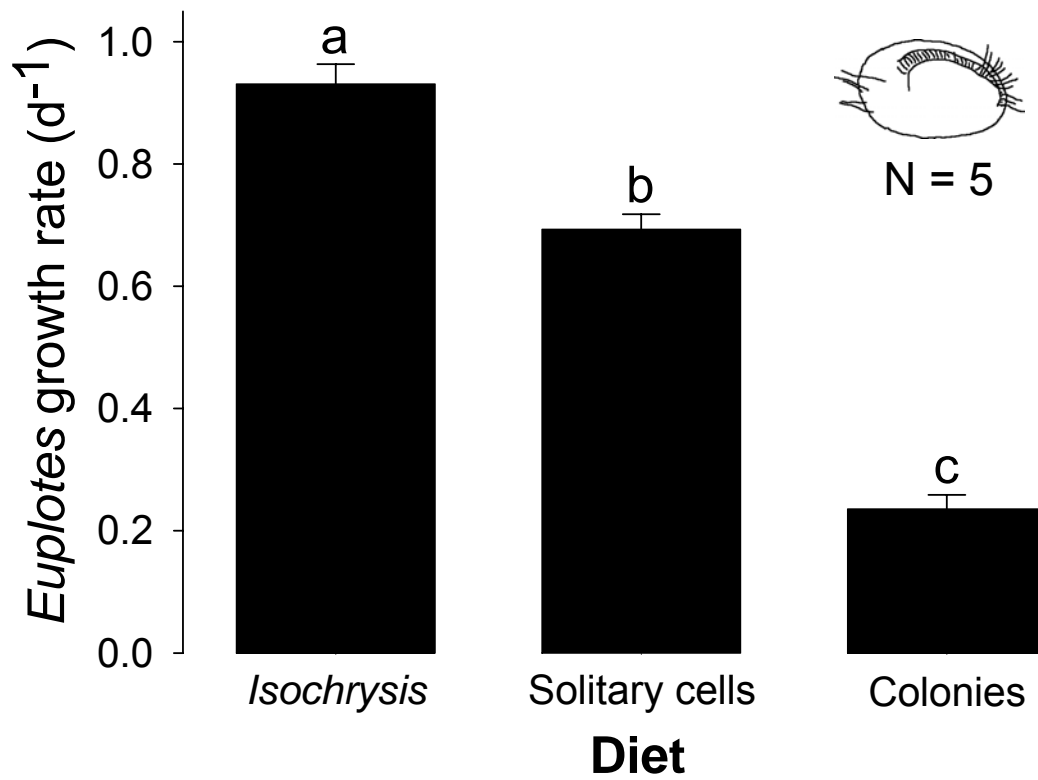 Euplotes growth rate (d-1)
1.0
0.8
0.6
0.4
0.2
0.0
a
b
c
N = 5
Isochrysis
Solitary cells
Colonies
Diet